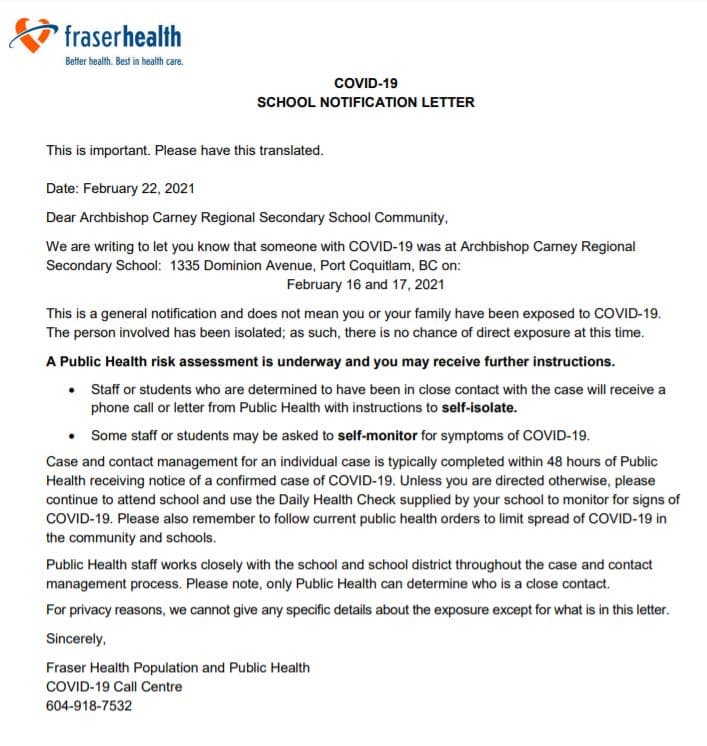 fraserhealth
Better health. Best in health care.
COVID-19
SCHOOL NOTIFICATION LETTER
This is important. Please have this translated.
Date: February 22, 2021
Dear Archbishop Carney Regional Secondary School Community,
We are writing to let you know that someone with COVID-19 was at Archbishop Carney Regional
Secondary School: 1335 Dominion Avenue, Port Coquitlam, BC on:
February 16 and 17, 2021
This is a general notification and does not mean you or your family have been exposed to COVID-19.
The person involved has been isolated; as such, there is no chance of direct exposure at this time.
A Public Health risk assessment is underway and you may receive further instructions.
• Staff or students who are determined to have been in close contact with the case will receive a
phone call or letter from Public Health with instructions to self-isolate.
• Some staff or students may be asked to self-monitor for symptoms of COVID-19.
Case and contact management for an individual case is typically completed within 48 hours of Public
Health receiving notice of a confirmed case of COVID-19. Unless you are directed otherwise, please
continue to attend school and use the Daily Health Check supplied by your school to monitor for signs of
COVID-19. Please also remember to follow current public health orders to limit spread of COVID-19 in
the community and schools.
Public Health staff works closely with the school and school district throughout the case and contact
management process. Please note, only Public Health can determine who is a close contact.
For privacy reasons, we cannot give any specific details about the exposure except for what is in this letter.
Sincerely,
Fraser Health Population and Public Health
COVID-19 Call Centre
604-918-7532